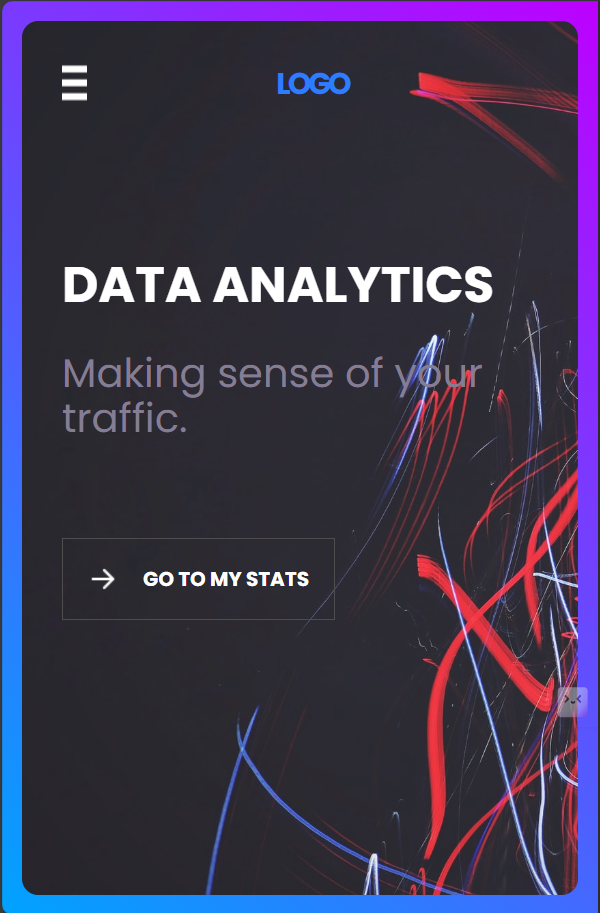 LOGO
DATA ANALYTICS
Making sense of your
traffic.
GO TO MY STATS